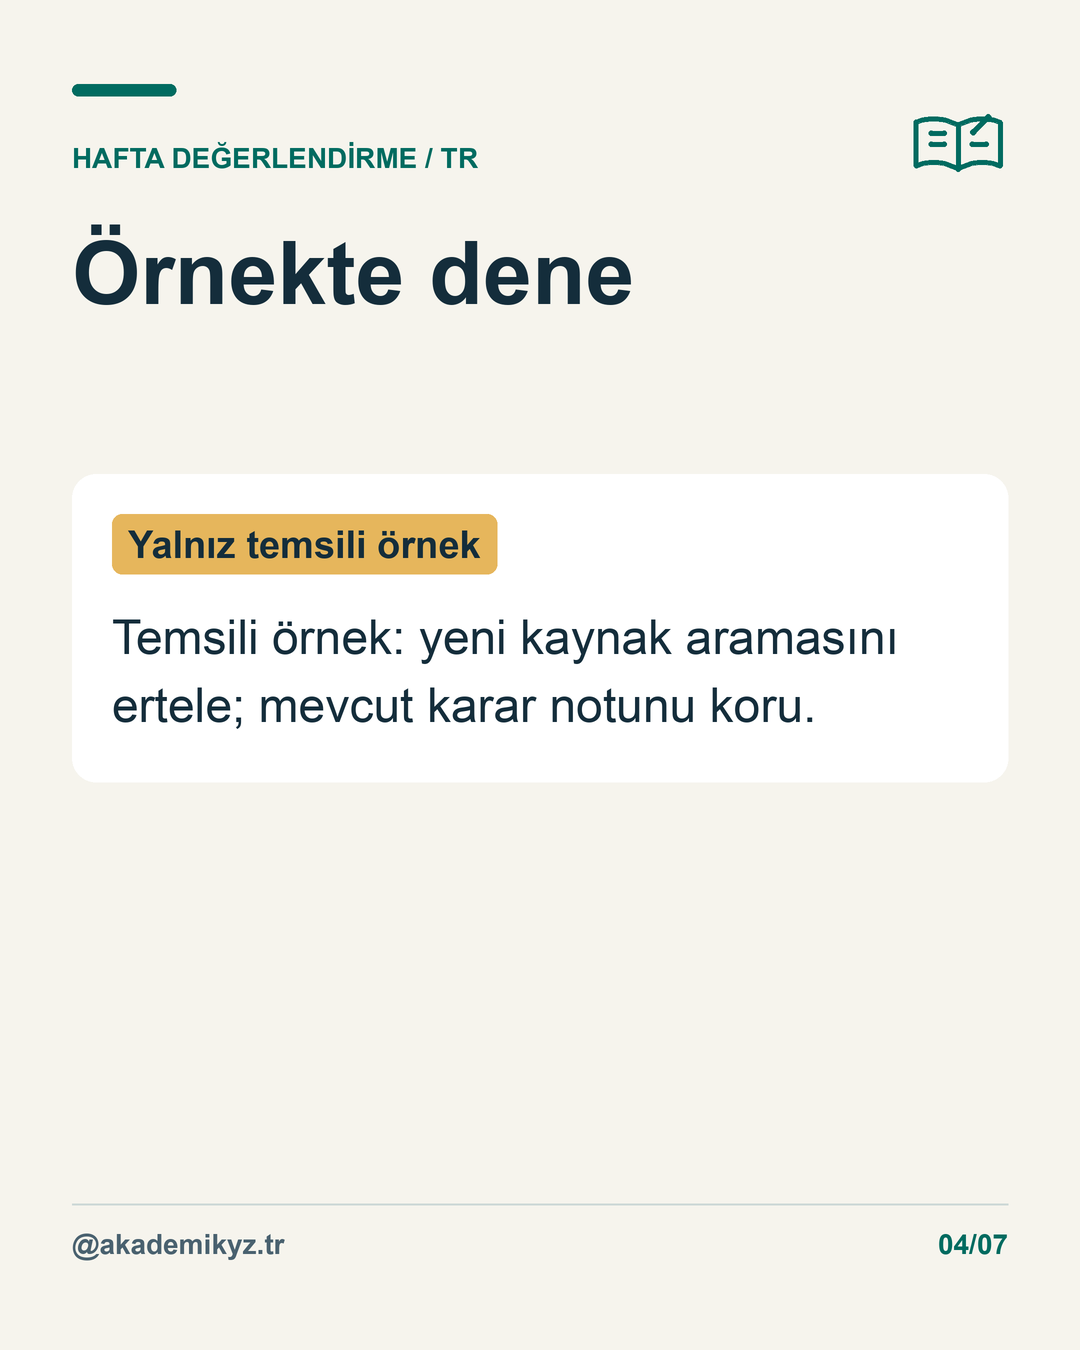 HAFTA DEĞERLENDİRME / TR
Örnekte dene
Yalnız temsili örnek
Temsili örnek: yeni kaynak aramasını
ertele; mevcut karar notunu koru.
@akademikyz.tr
04/07